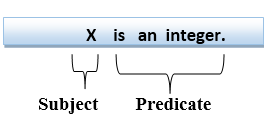 X is an integer.
Subject Predicate